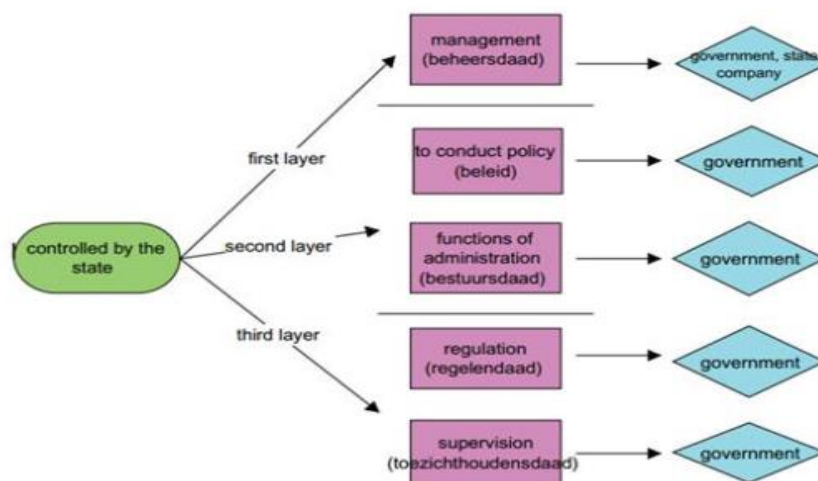 management
(beheersdaad)
government, state
company
first layer
to conduct policy
(beleid)
government
controlled by the
state
second layer
functions of
administration
(bestuursdaad)
government
third layer
regulation
(regelendaad)
government
supervision
(toezichthoudensdaad)
government